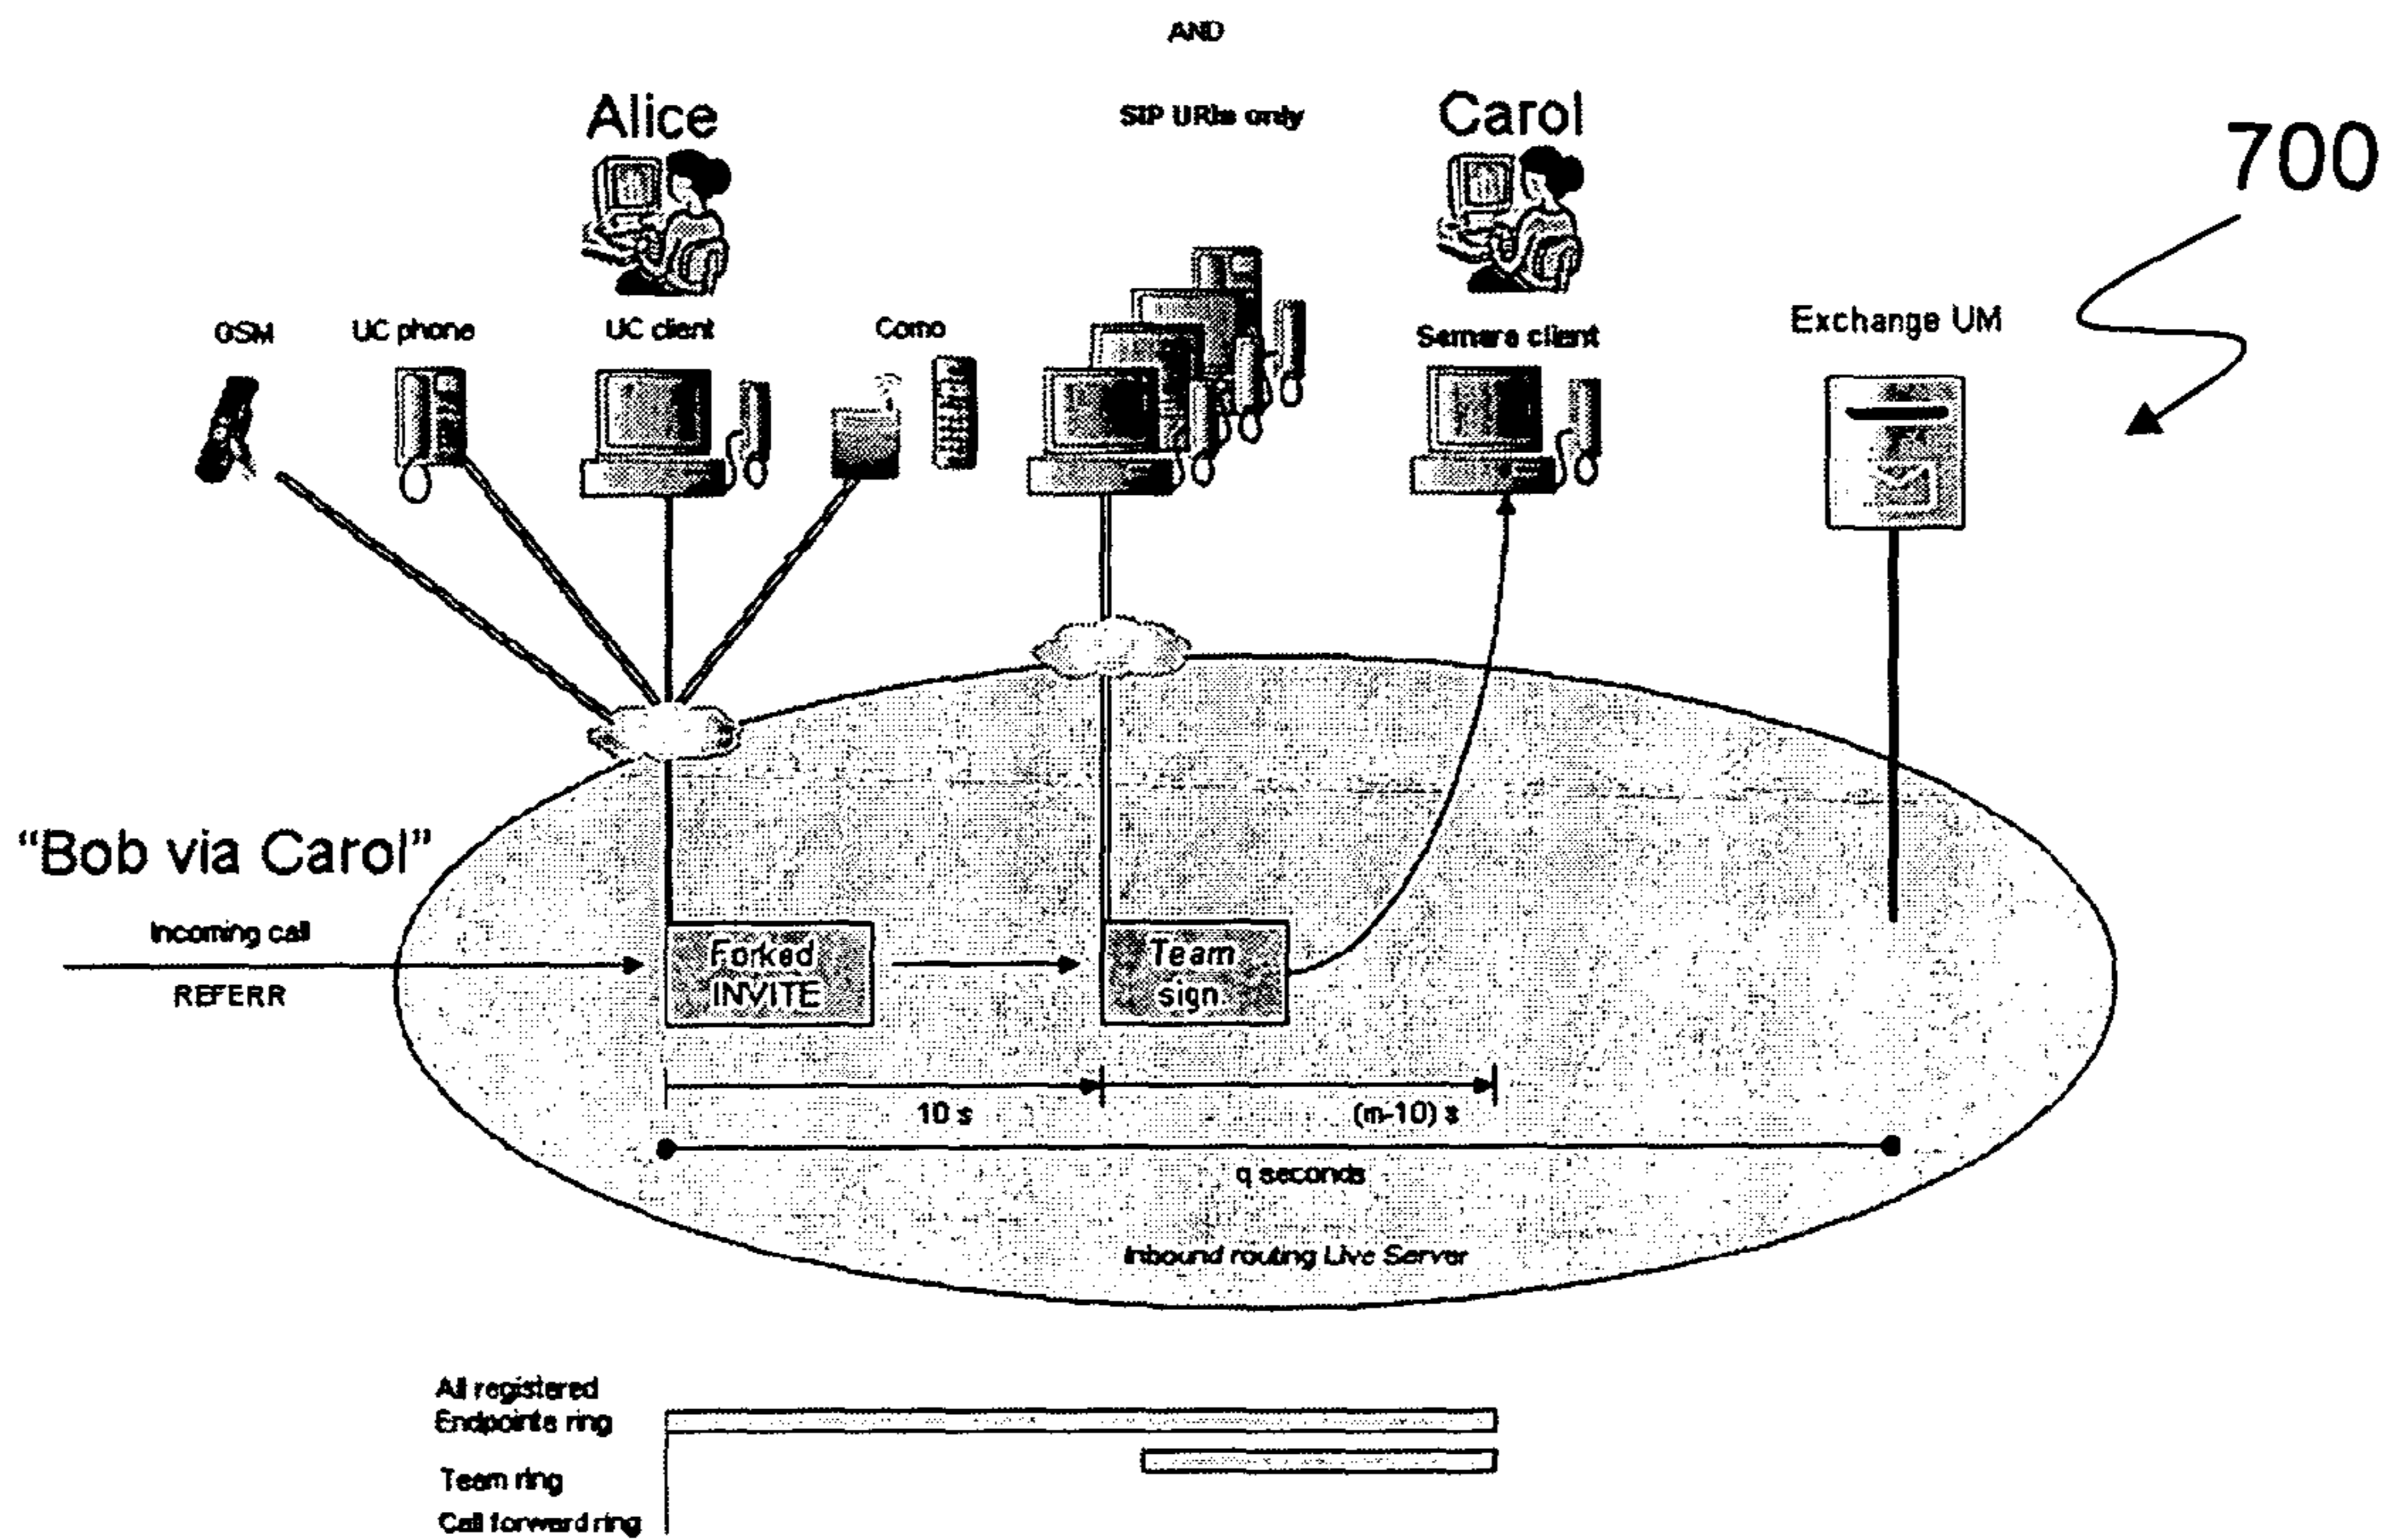 AND
SIP URIs only
Alice
Carol
700
GSM
UC phone
UC client
Como
Samara client
Exchange UM
“Bob via Carol”
Incoming call
REFERR
Forked
INVITE
Team
sign.
10 s
(m-10) s
q seconds
Inbound routing Live Server
All registered
Endpoints ring
Team ring
Call forward ring